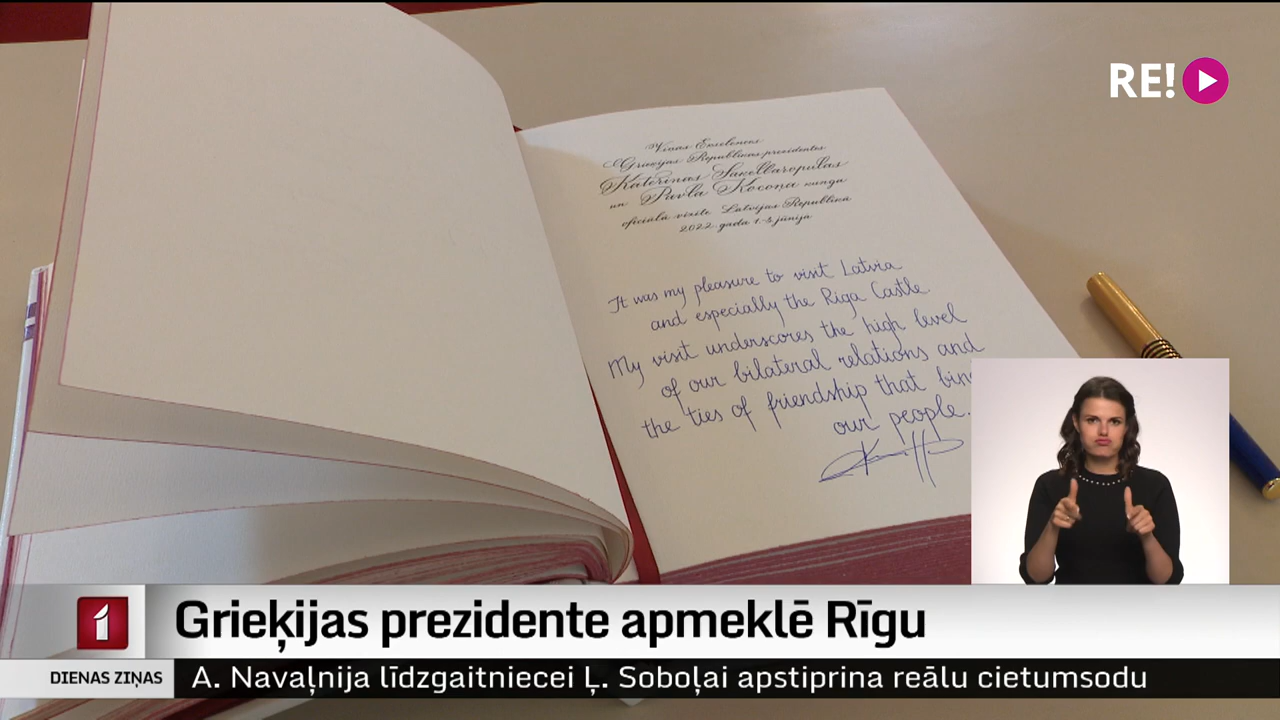 RE!
Viņas Ekselences
Grieķijas Republikas prezidentes
Katerinas Sakellaropulas
un Pavla Kocoņa kunga
oficiālā vizīte Latvijas Republikā
2022. gada 1.-3. jūnijā
It was my pleasure to visit Latvia
and especially the Riga Castle
My visit underscores the high level
of our bilateral relations and
the ties of friendship that bin
our people.
1
Grieķijas prezidente apmeklē Rīgu
DIENAS ZIŅAS
A. Navaļnija līdzgaitniecei Ļ. Soboļai apstiprina reālu cietumsodu